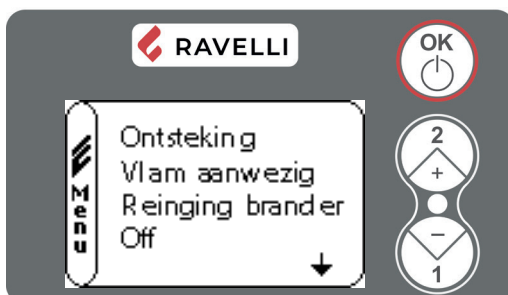 RAVELLI
OK
Menu
Ontsteking
Vlam aanwezig
Reinging brander
Off
2
+
−
1